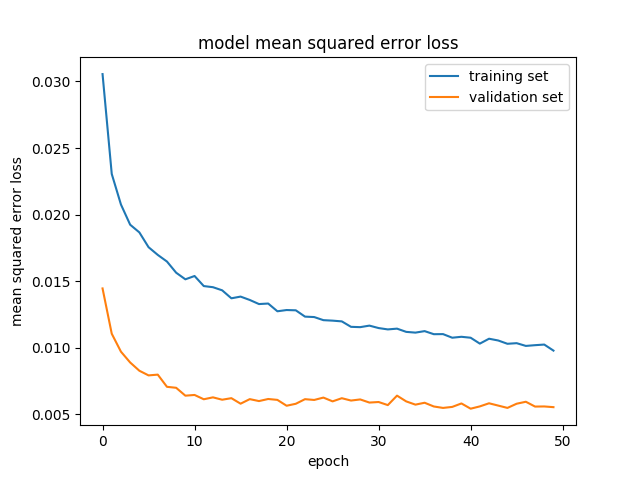 model mean squared error loss
training set
validation set
mean squared error loss
0.030
0.025
0.020
0.015
0.010
0.005
0 10 20 30 40 50
epoch